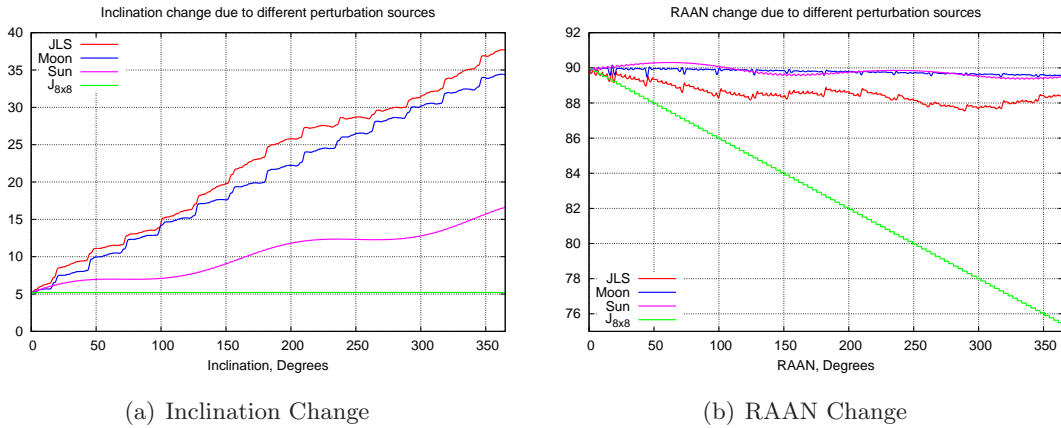 Inclination change due to different perturbation sources
40
35
30
25
20
15
10
5
0
JLS
Moon
Sun
J8x8
0 50 100 150 200 250 300 350
Inclination, Degrees
(a) Inclination Change
RAAN change due to different perturbation sources
92
90
88
86
84
82
80
78
76
JLS
Moon
Sun
J8x8
0 50 100 150 200 250 300 350
RAAN, Degrees
(b) RAAN Change